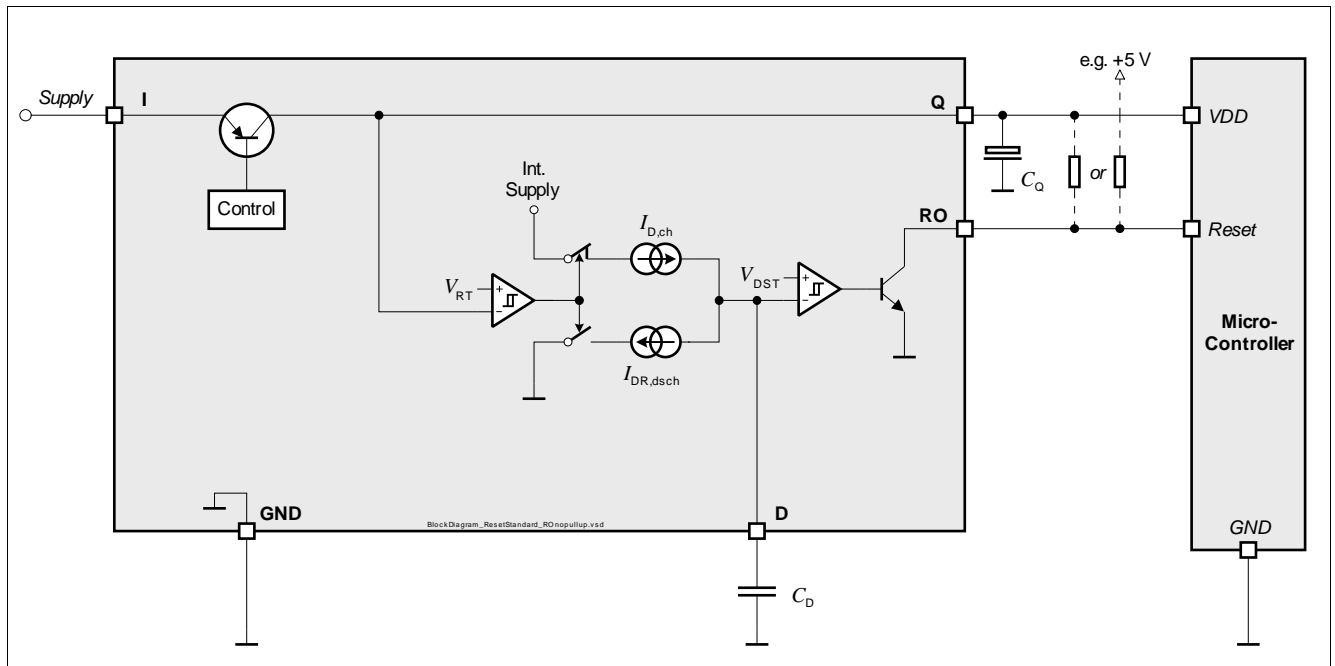 Supply
I
Q
e.g. +5 V
VDD
Int.
Supply
C_Q
or
Control
I_D,ch
RO
Reset
V_RT
+
−
V_DST
+
−
I_DR,dsch
Micro-
Controller
GND
BlockDiagram_ResetStandard_ROnopullup.vsd
D
GND
C_D